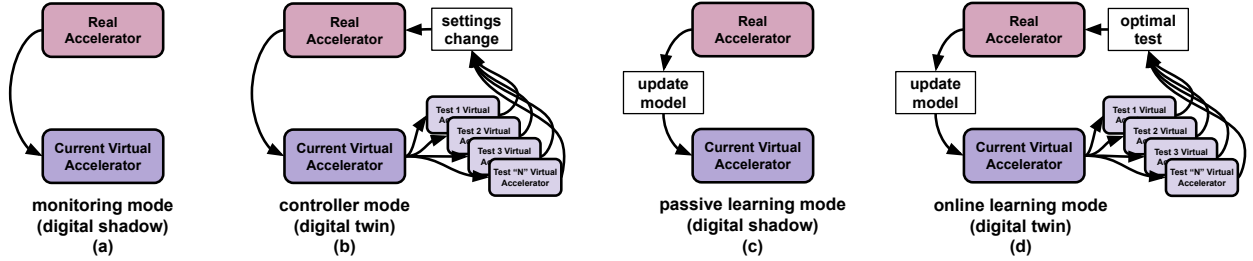 Real
Accelerator
Current Virtual
Accelerator
monitoring mode
(digital shadow)
(a)
Real
Accelerator
settings
change
Test 1 Virtual
Test 2 Virtual
Test 3 Virtual
Test "N" Virtual
Accelerator
Current Virtual
Accelerator
controller mode
(digital twin)
(b)
Real
Accelerator
update
model
Current Virtual
Accelerator
passive learning mode
(digital shadow)
(c)
Real
Accelerator
optimal
test
update
model
Test 1 Virtual
Test 2 Virtual
Test 3 Virtual
Test "N" Virtual
Accelerator
Current Virtual
Accelerator
online learning mode
(digital twin)
(d)